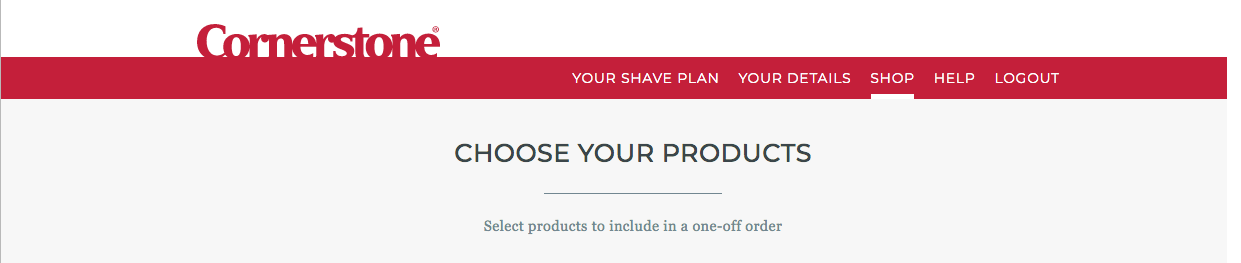 Cornerstone®
YOUR SHAVE PLAN YOUR DETAILS SHOP HELP LOGOUT
CHOOSE YOUR PRODUCTS
Select products to include in a one-off order